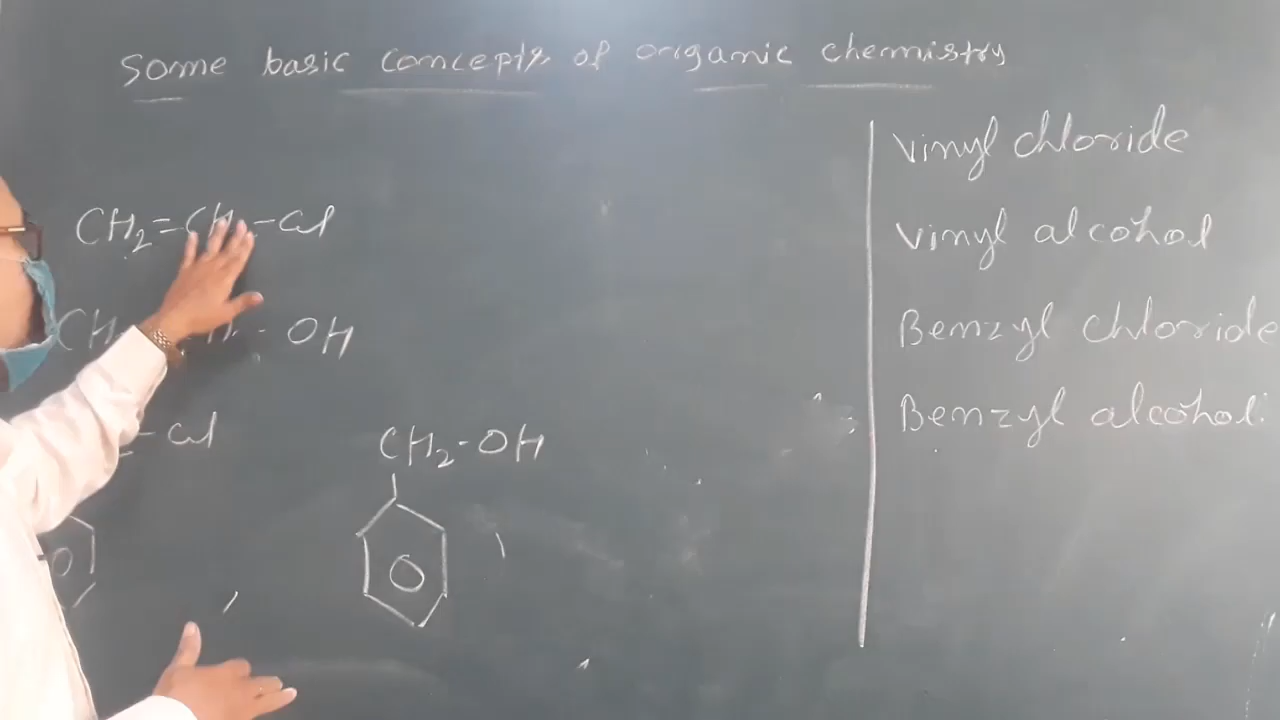 Some basic concepts of organic chemistry
CH2=CH -Cl
CH - OH
-Cl
CH2-OH
Vinyl chloride
Vinyl alcohol
Benzyl chloride
Benzyl alcohol